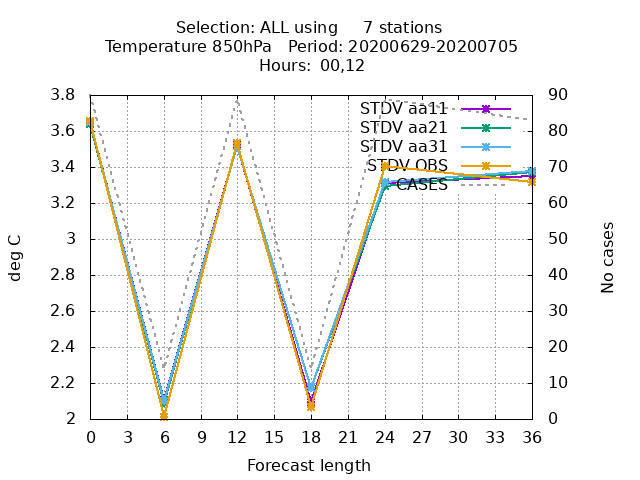 Selection: ALL using 7 stations
Temperature 850hPa Period: 20200629-20200705
Hours: 00,12
3.8
3.6
3.4
3.2
3
2.8
2.6
2.4
2.2
2
90
80
70
60
50
40
30
20
10
0
STDV aa11
STDV aa21
STDV aa31
STDV OBS
CASES
deg C
No cases
0 3 6 9 12 15 18 21 24 27 30 33 36
Forecast length